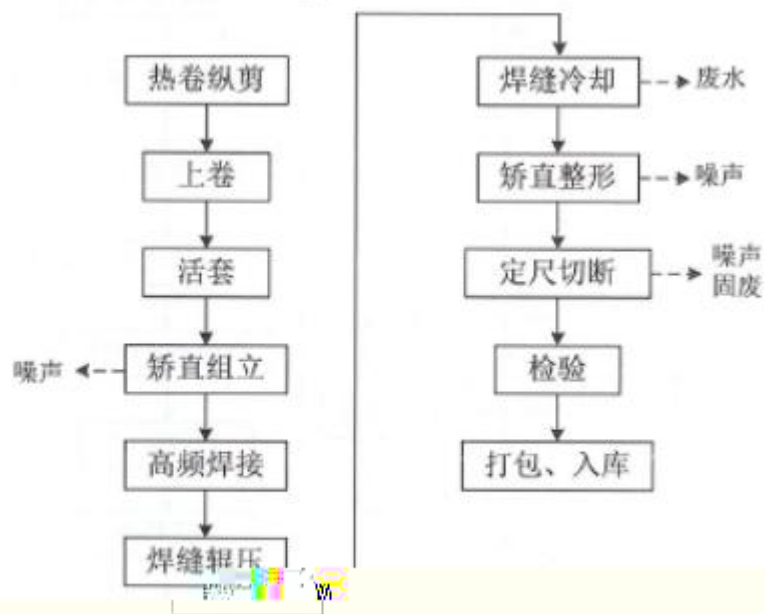 热卷纵剪
上卷
活套
噪声
矫直组立
高频焊接
焊缝辊压
焊缝冷却
废水
矫直整形
噪声
定尺切断
噪声
固废
检验
打包、入库